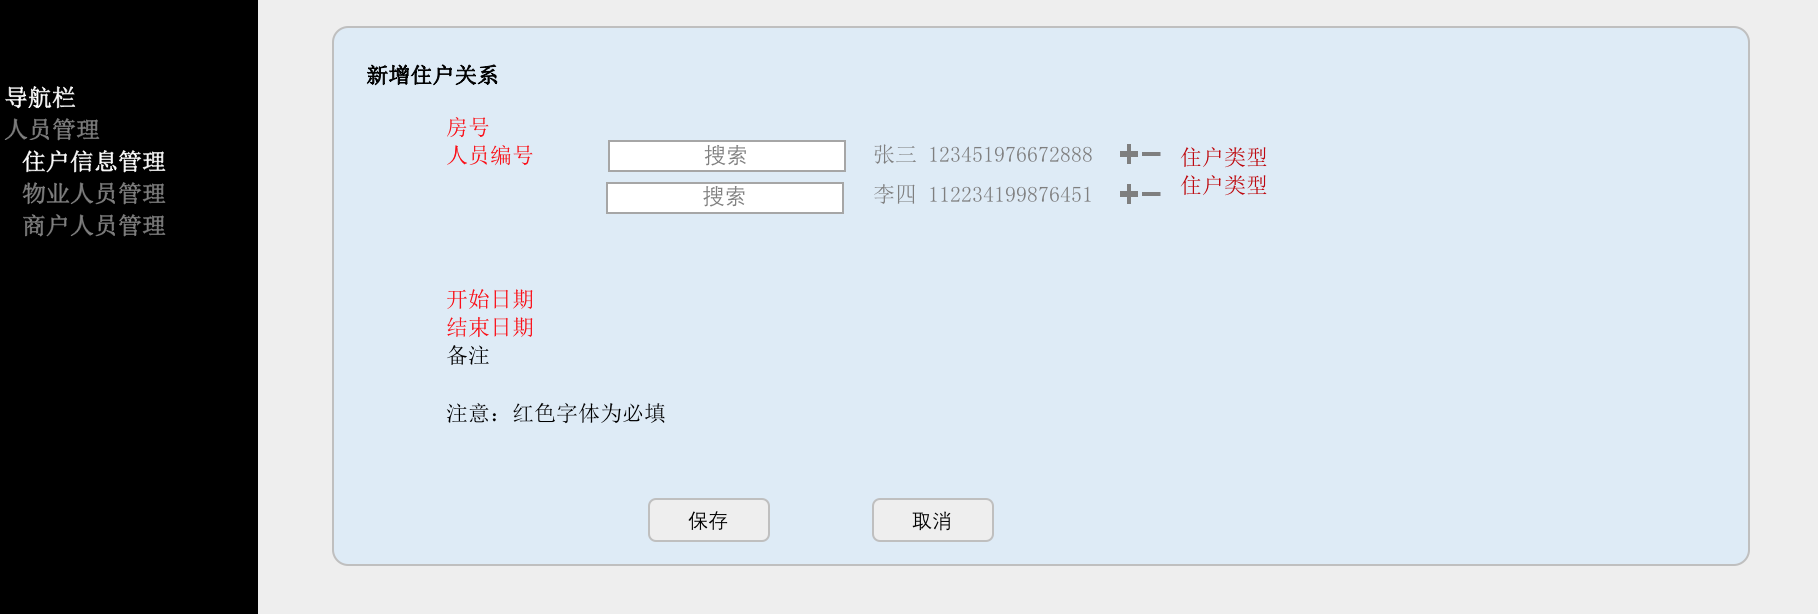 导航栏
人员管理
住户信息管理
物业人员管理
商户人员管理
新增住户关系
房号
人员编号 搜索 张三 123451976672888 住户类型
搜索 李四 112234199876451 住户类型
开始日期
结束日期
备注
注意：红色字体为必填
保存 取消